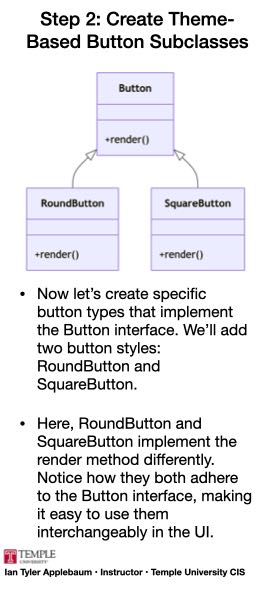 Step 2: Create Theme-
Based Button Subclasses
Button
+render()
RoundButton
SquareButton
+render()
+render()
• Now let’s create specific
button types that implement
the Button interface. We’ll add
two button styles:
RoundButton and
SquareButton.
• Here, RoundButton and
SquareButton implement the
render method differently.
Notice how they both adhere
to the Button interface, making
it easy to use them
interchangeably in the UI.
T TEMPLE
UNIVERSITY
Ian Tyler Applebaum • Instructor • Temple University CIS